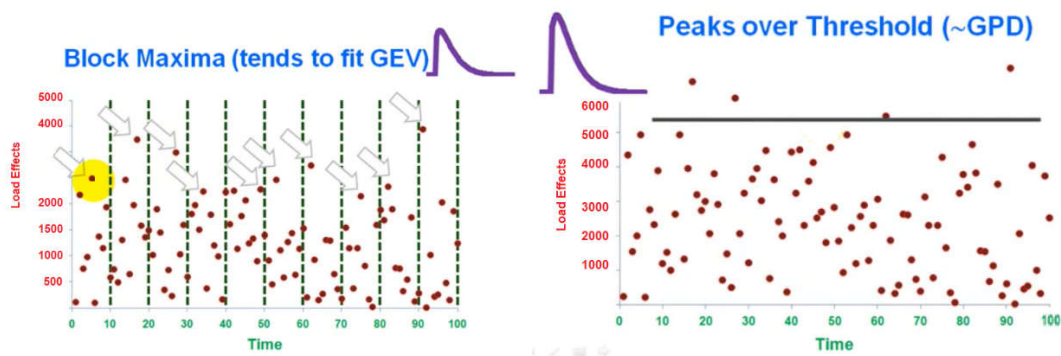 Block Maxima (tends to fit GEV)
5000
4000
2000
1500
1000
500
Load Effects
0 10 20 30 40 50 60 70 80 90 100
Time
Peaks over Threshold (~GPD)
6000
5000
4000
3000
2000
1000
Load Effects
0 10 20 30 40 50 60 70 80 90 100
Time